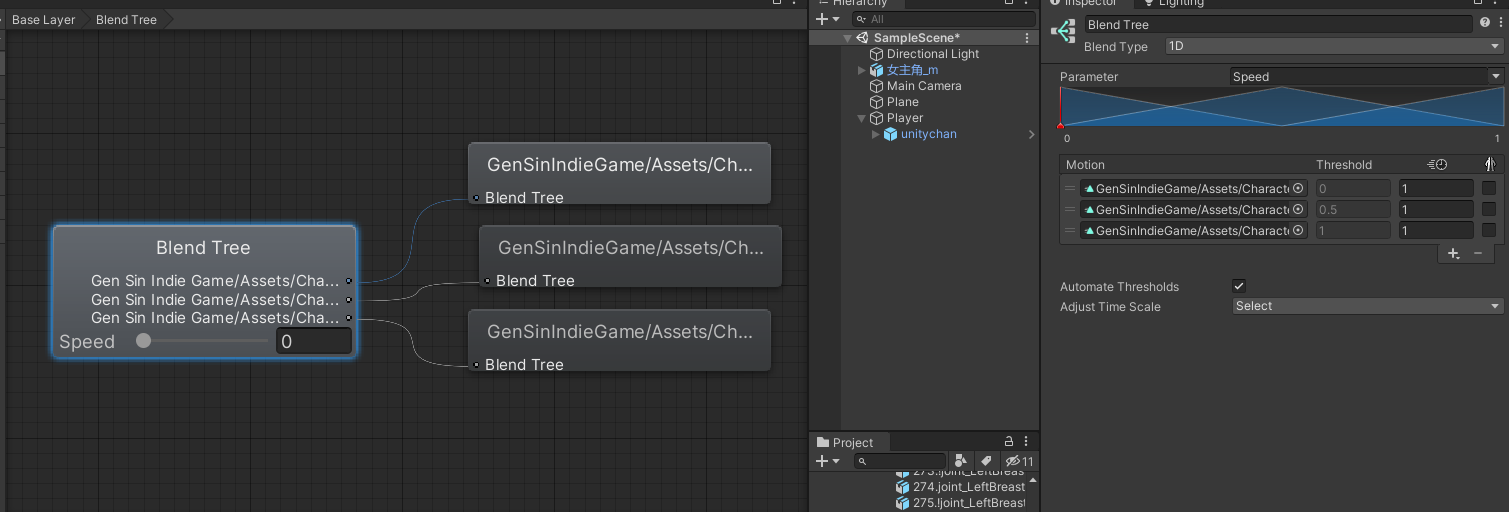 Base Layer
Blend Tree
GenSinIndieGame/Assets/Ch...
Blend Tree
Blend Tree
Gen Sin Indie Game/Assets/Cha...
Gen Sin Indie Game/Assets/Cha...
Gen Sin Indie Game/Assets/Cha...
Speed
0
GenSinIndieGame/Assets/Ch...
Blend Tree
GenSinIndieGame/Assets/Ch...
Blend Tree
Hierarchy
All
SampleScene*
Directional Light
女主角_m
Main Camera
Plane
Player
unitychan
Project
11
273.!joint_LeftBreas
274.joint_LeftBreast
275.!joint_LeftBreast
Inspector
Lighting
Blend Tree
Blend Type 1D
Parameter Speed
0 1
Motion Threshold
GenSinIndieGame/Assets/Characte 0 1
GenSinIndieGame/Assets/Characte 0.5 1
GenSinIndieGame/Assets/Characte 1 1
Automate Thresholds
Adjust Time Scale Select